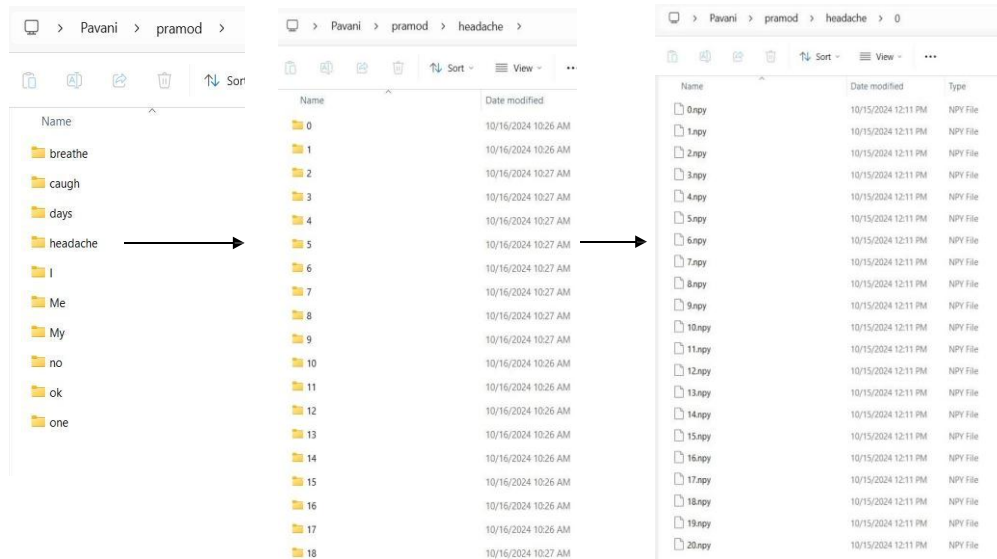 > Pavani > pramod >
Sort
Name
breathe
caugh
days
headache
I
Me
My
no
ok
one
> Pavani > pramod > headache >
Sort View ...
Name Date modified
0 10/16/2024 10:26 AM
1 10/16/2024 10:26 AM
2 10/16/2024 10:27 AM
3 10/16/2024 10:27 AM
4 10/16/2024 10:27 AM
5 10/16/2024 10:27 AM
6 10/16/2024 10:27 AM
7 10/16/2024 10:27 AM
8 10/16/2024 10:27 AM
9 10/16/2024 10:27 AM
10 10/16/2024 10:26 AM
11 10/16/2024 10:26 AM
12 10/16/2024 10:26 AM
13 10/16/2024 10:26 AM
14 10/16/2024 10:26 AM
15 10/16/2024 10:26 AM
16 10/16/2024 10:26 AM
17 10/16/2024 10:26 AM
18 10/16/2024 10:27 AM
> Pavani > pramod > headache > 0
Sort View ...
Name Date modified Type
0.npy 10/15/2024 12:11 PM NPY File
1.npy 10/15/2024 12:11 PM NPY File
2.npy 10/15/2024 12:11 PM NPY File
3.npy 10/15/2024 12:11 PM NPY File
4.npy 10/15/2024 12:11 PM NPY File
5.npy 10/15/2024 12:11 PM NPY File
6.npy 10/15/2024 12:11 PM NPY File
7.npy 10/15/2024 12:11 PM NPY File
8.npy 10/15/2024 12:11 PM NPY File
9.npy 10/15/2024 12:11 PM NPY File
10.npy 10/15/2024 12:11 PM NPY File
11.npy 10/15/2024 12:11 PM NPY File
12.npy 10/15/2024 12:11 PM NPY File
13.npy 10/15/2024 12:11 PM NPY File
14.npy 10/15/2024 12:11 PM NPY File
15.npy 10/15/2024 12:11 PM NPY File
16.npy 10/15/2024 12:11 PM NPY File
17.npy 10/15/2024 12:11 PM NPY File
18.npy 10/15/2024 12:11 PM NPY File
19.npy 10/15/2024 12:11 PM NPY File
20.npy 10/15/2024 12:11 PM NPY File